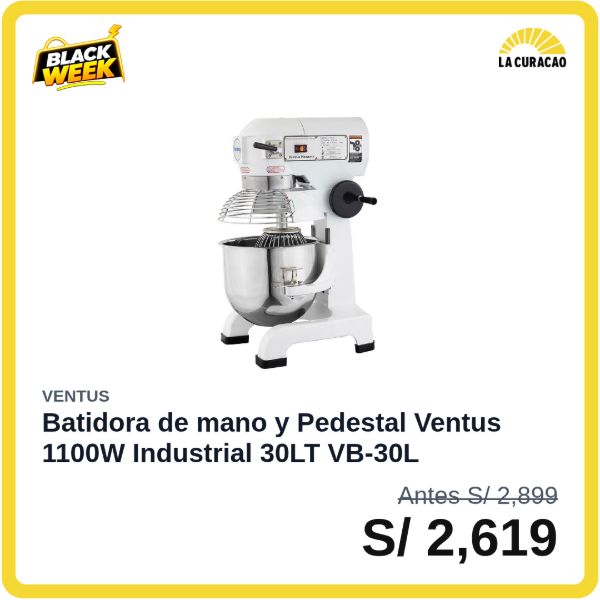 BLACK
WEEK
LA CURACAO
VENTUS
Batidora de mano y Pedestal Ventus
1100W Industrial 30LT VB-30L
Antes S/ 2,899
S/ 2,619